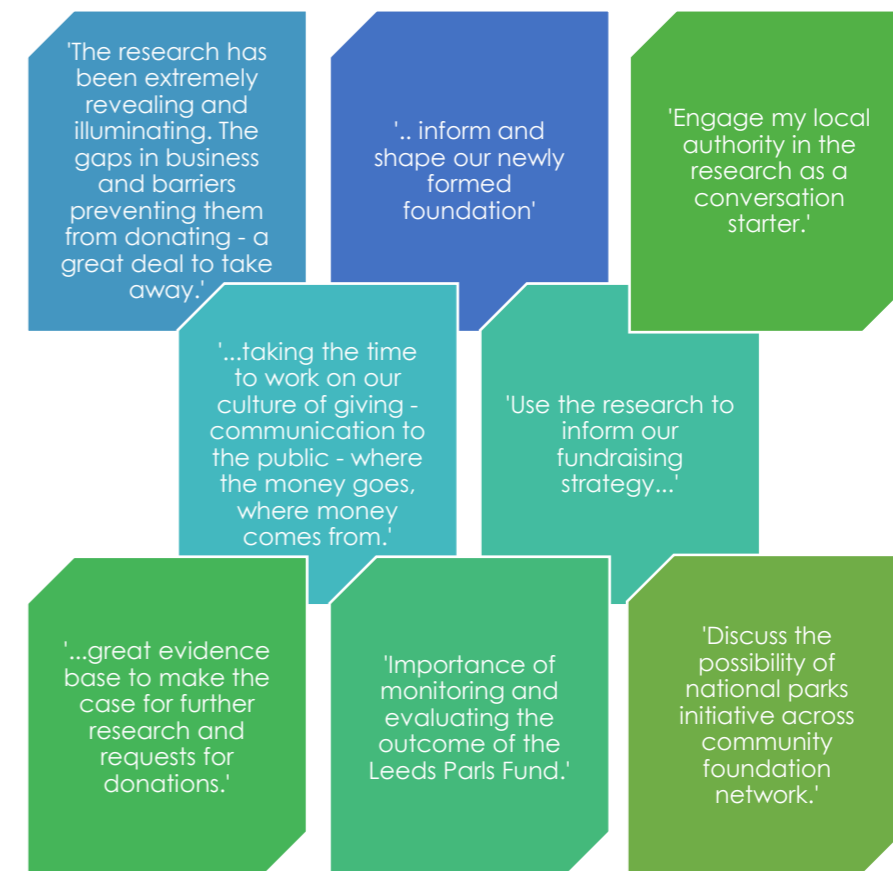 'The research has
been extremely
revealing and
illuminating. The
gaps in business
and barriers
preventing them
from donating - a
great deal to take
away.'
'.. inform and
shape our newly
formed
foundation'
'Engage my local
authority in the
research as a
conversation
starter.'
'...taking the time
to work on our
culture of giving -
communication to
the public - where
the money goes,
where money
comes from.'
'Use the research to
inform our
fundraising
strategy...'
'...great evidence
base to make the
case for further
research and
requests for
donations.'
'Importance of
monitoring and
evaluating the
outcome of the
Leeds Parls Fund.'
'Discuss the
possibility of
national parks
initiative across
community
foundation
network.'